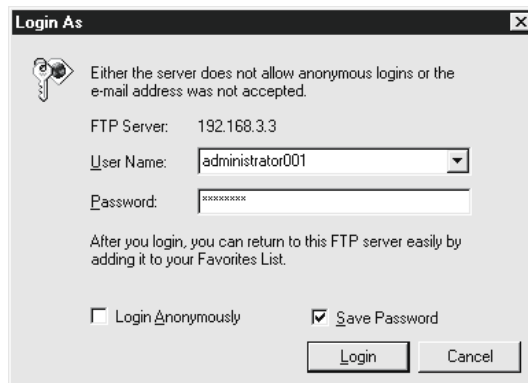 Login As
Either the server does not allow anonymous logins or the
e-mail address was not accepted.
FTP Server: 192.168.3.3
User Name: administrator001
Password: xxxxxxxx
After you login, you can return to this FTP server easily by
adding it to your Favorites List.
Login Anonymously Save Password
Login Cancel